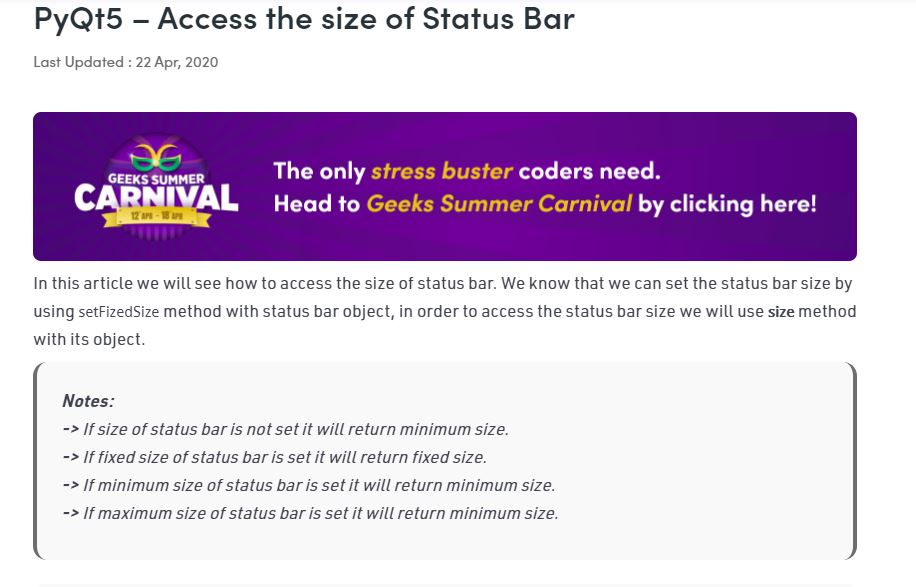 PyQt5 – Access the size of Status Bar
Last Updated : 22 Apr, 2020
GEEKS SUMMER
CARNIVAL
12 APR - 18 APR
The only stress buster coders need.
Head to Geeks Summer Carnival by clicking here!
In this article we will see how to access the size of status bar. We know that we can set the status bar size by
using setFizedSize method with status bar object, in order to access the status bar size we will use size method
with its object.
Notes:
-> If size of status bar is not set it will return minimum size.
-> If fixed size of status bar is set it will return fixed size.
-> If minimum size of status bar is set it will return minimum size.
-> If maximum size of status bar is set it will return minimum size.